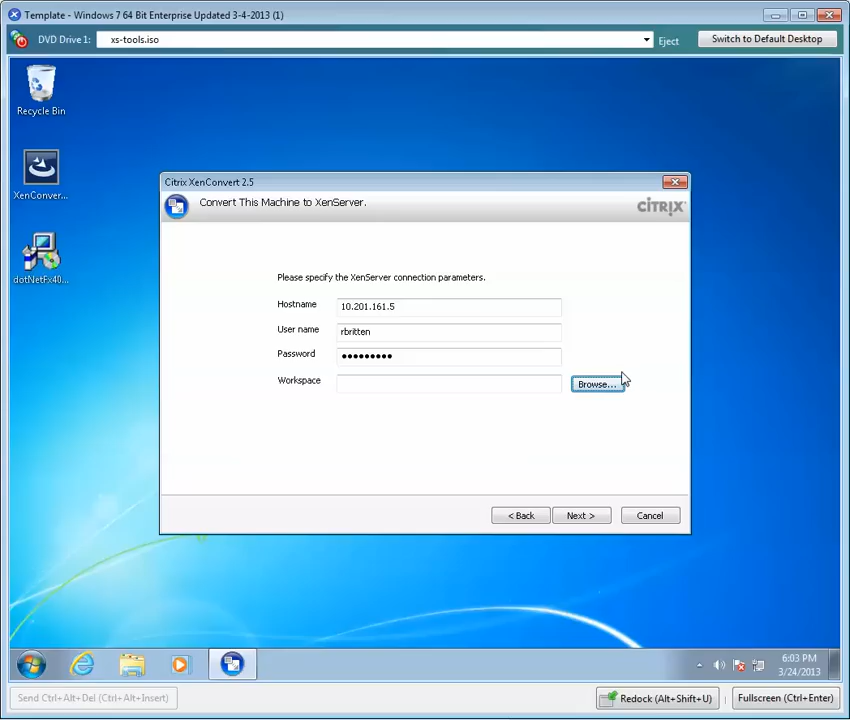 Template - Windows 7 64 Bit Enterprise Updated 3-4-2013 (1)
DVD Drive 1: xs-tools.iso Eject Switch to Default Desktop
Recycle Bin
XenConver...
dotNetFx40...
Citrix XenConvert 2.5
Convert This Machine to XenServer.
CITRIX
Please specify the XenServer connection parameters.
Hostname 10.201.161.5
User name rbritten
Password •••••••••
Workspace Browse...
< Back Next > Cancel
6:03 PM
3/24/2013
Send Ctrl+Alt+Del (Ctrl+Alt+Insert) Redock (Alt+Shift+U) Fullscreen (Ctrl+Enter)